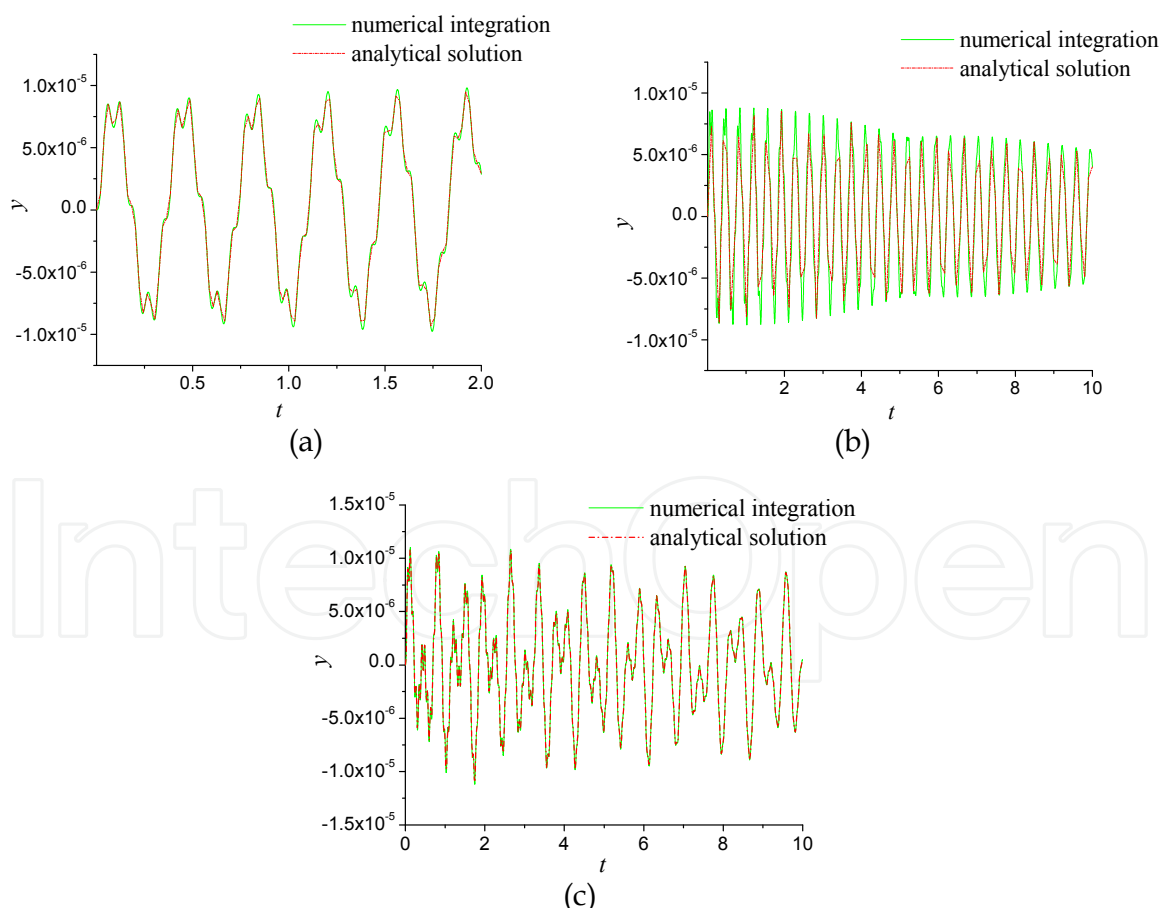 numerical integration
analytical solution
1.0x10-5
5.0x10-6
0.0
-5.0x10-6
-1.0x10-5
y
0.5
1.0
1.5
2.0
t
(a)
numerical integration
analytical solution
1.0x10-5
5.0x10-6
0.0
-5.0x10-6
-1.0x10-5
y
2
4
6
8
10
t
(b)
numerical integration
analytical solution
1.5x10-5
1.0x10-5
5.0x10-6
0.0
-5.0x10-6
-1.0x10-5
-1.5x10-5
y
0
2
4
6
8
10
t
(c)
IntechOpen